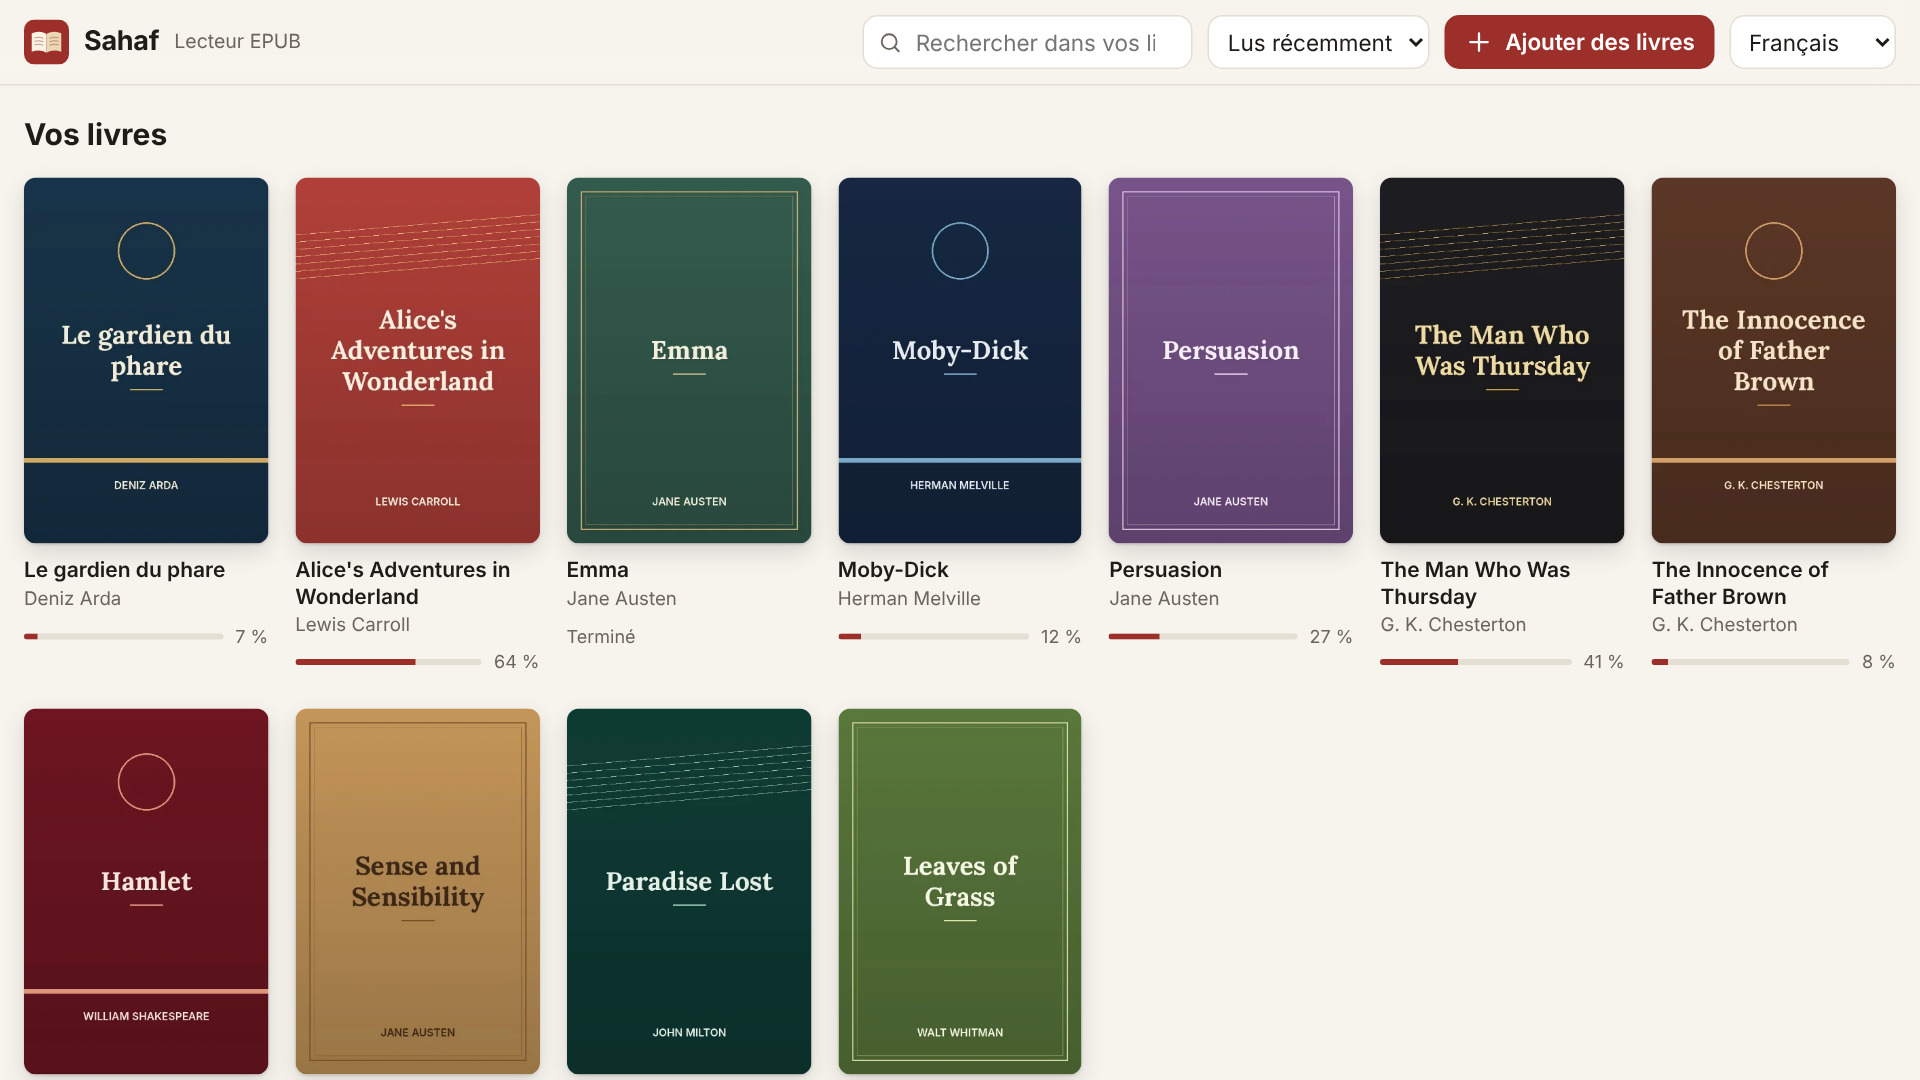 Sahaf Lecteur EPUB
Rechercher dans vos li
Lus récemment
Ajouter des livres
Français
Vos livres
Le gardien du
phare
DENIZ ARDA
Le gardien du phare
Deniz Arda
7 %
Alice's
Adventures in
Wonderland
LEWIS CARROLL
Alice's Adventures in
Wonderland
Lewis Carroll
64 %
Emma
JANE AUSTEN
Emma
Jane Austen
Terminé
Moby-Dick
HERMAN MELVILLE
Moby-Dick
Herman Melville
12 %
Persuasion
JANE AUSTEN
Persuasion
Jane Austen
27 %
The Man Who
Was Thursday
G. K. CHESTERTON
The Man Who Was
Thursday
G. K. Chesterton
41 %
The Innocence
of Father
Brown
G. K. CHESTERTON
The Innocence of
Father Brown
G. K. Chesterton
8 %
Hamlet
WILLIAM SHAKESPEARE
Sense and
Sensibility
JANE AUSTEN
Paradise Lost
JOHN MILTON
Leaves of
Grass
WALT WHITMAN